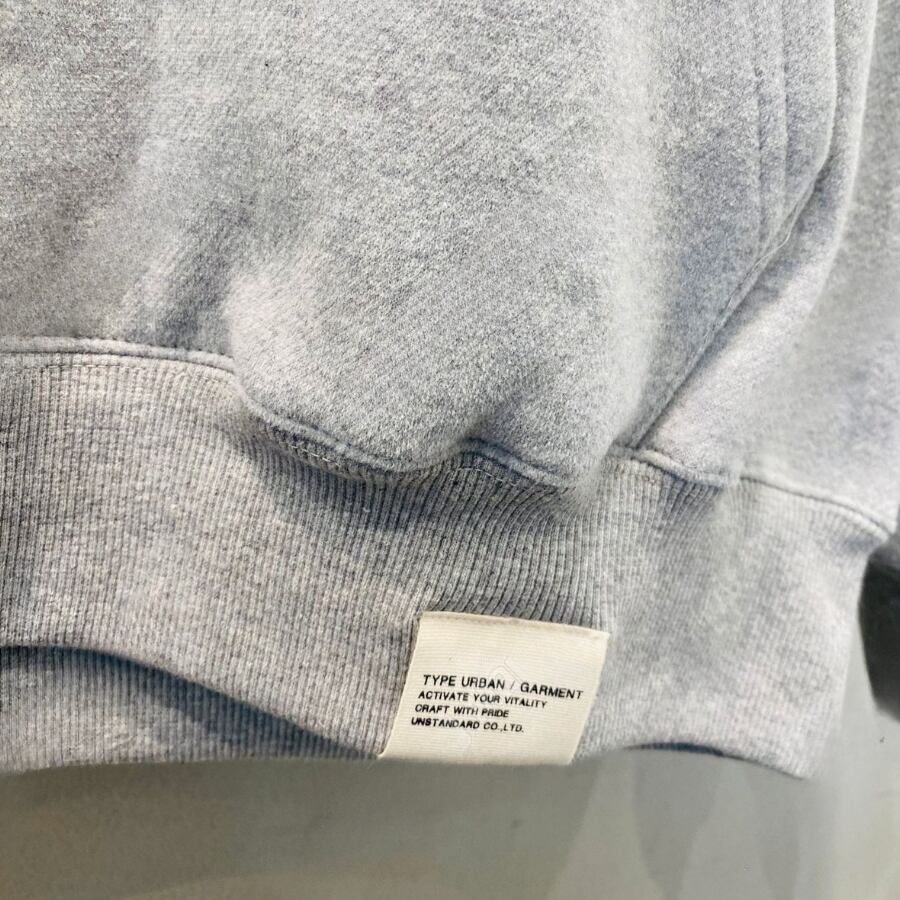 TYPE URBAN / GARMENT
ACTIVATE YOUR VITALITY
CRAFT WITH PRIDE
UNSTANDARD CO.,LTD.